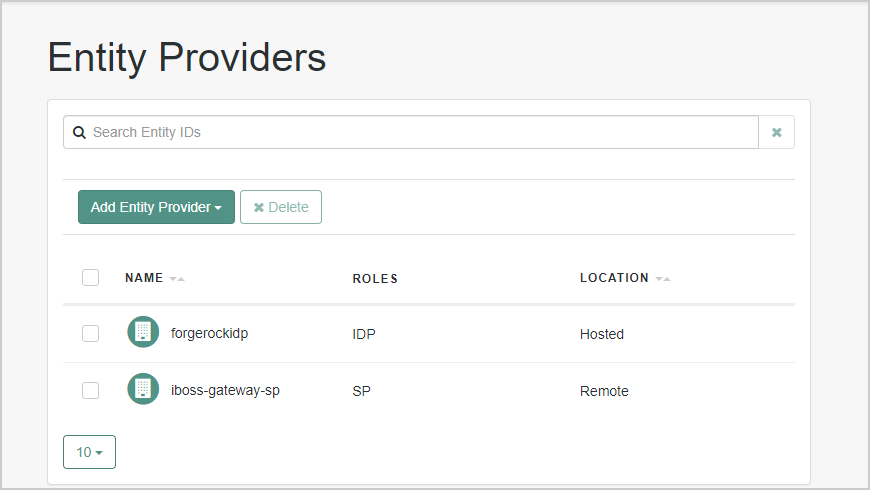 Entity Providers
Search Entity IDs
Add Entity Provider
Delete
NAME ROLES LOCATION
forgerockidp IDP Hosted
iboss-gateway-sp SP Remote
10